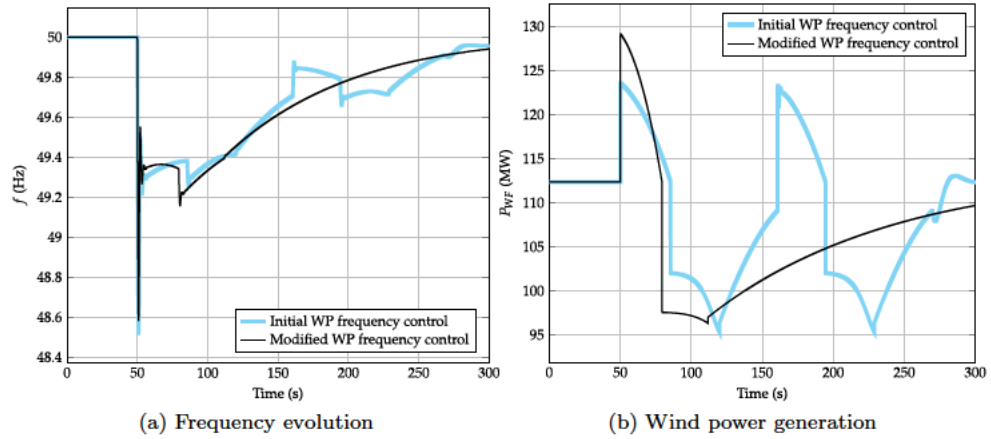 50
49.8
49.6
49.4
49.2
49
48.8
48.6
48.4
f (Hz)
Initial WP frequency control
Modified WP frequency control
0 50 100 150 200 250 300
Time (s)
(a) Frequency evolution
130
125
120
115
110
105
100
95
P_WF (MW)
Initial WP frequency control
Modified WP frequency control
0 50 100 150 200 250 300
Time (s)
(b) Wind power generation